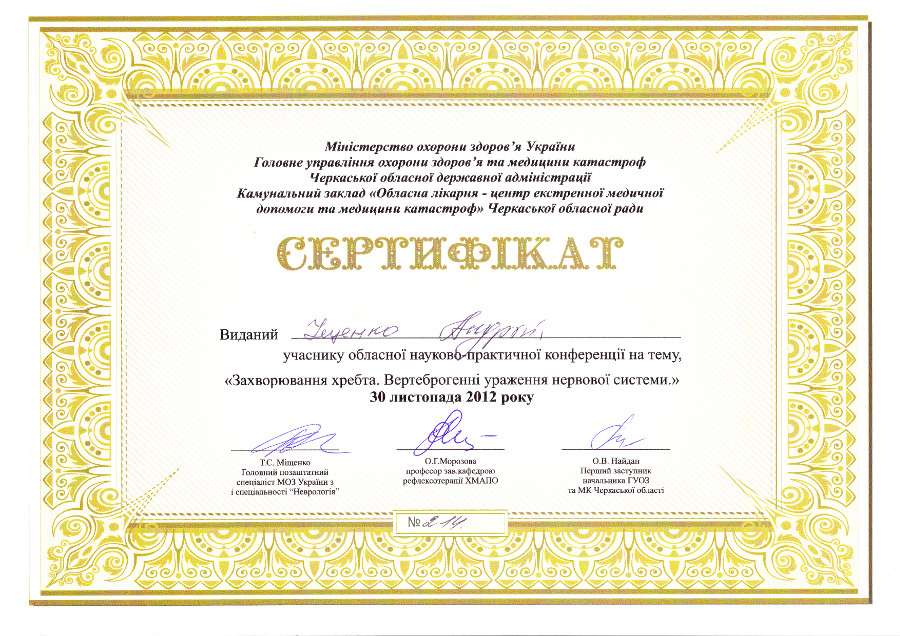 Міністерство охорони здоров’я України
Головне управління охорони здоров’я та медицини катастроф
Черкаської обласної державної адміністрації
Камунальний заклад «Обласна лікарня - центр екстренної медичної
допомоги та медицини катастроф» Черкаської обласної ради
СЕРТИФІКАТ
Виданий Іщенко Андрій,
учаснику обласної науково-практичної конференції на тему,
«Захворювання хребта. Вертеброгенні ураження нервової системи.»
30 листопада 2012 року
Т.С. Міщенко
Головний позаштатний
спеціаліст МОЗ України з
і спеціальності “Неврологія”
О.Г.Морозова
професор зав.кафедрою
рефлексотерапії ХМАПО
О.В. Найдан
Перший заступник
начальника ГУОЗ
та МК Черкаської області
№ 214